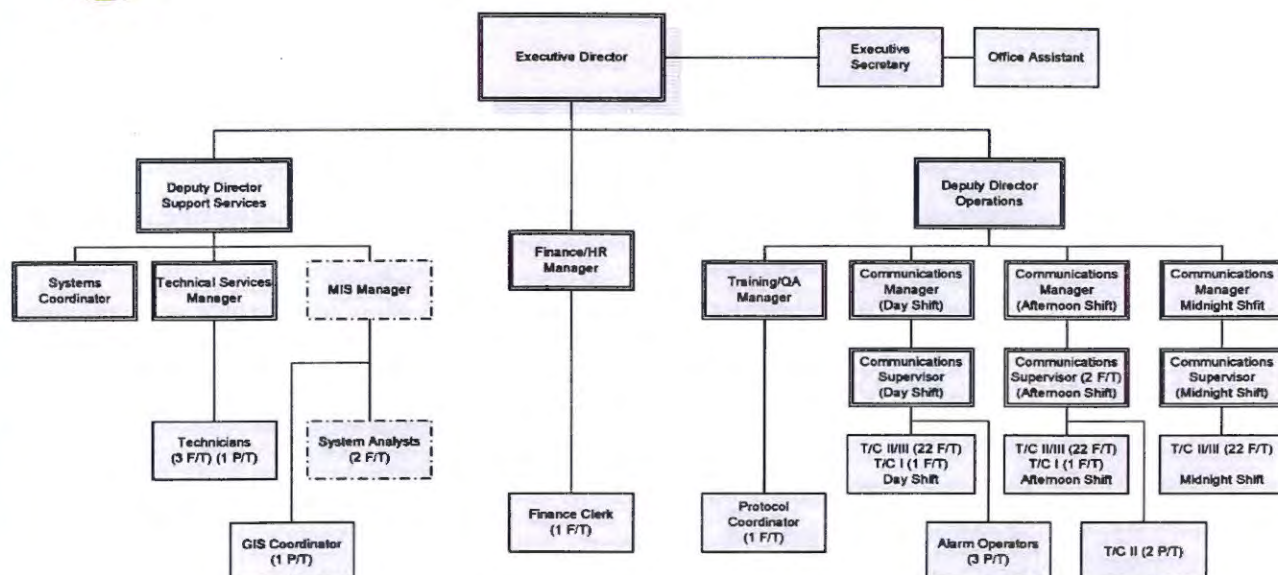 Executive Director
Executive
Secretary
Office Assistant
Deputy Director
Support Services
Deputy Director
Operations
Finance/HR
Manager
Systems
Coordinator
Technical Services
Manager
MIS Manager
Training/QA
Manager
Communications
Manager
(Day Shift)
Communications
Manager
(Afternoon Shift)
Communications
Manager
Midnight Shfit
Communications
Supervisor
(Day Shift)
Communications
Supervisor (2 F/T)
(Afternoon Shift)
Communications
Supervisor
(Midnight Shift)
Technicians
(3 F/T) (1 P/T)
System Analysts
(2 F/T)
T/C II/III (22 F/T)
T/C I (1 F/T)
Day Shift
T/C II/III (22 F/T)
T/C I (1 F/T)
Afternoon Shift
T/C II/III (22 F/T)
Midnight Shift
GIS Coordinator
(1 P/T)
Finance Clerk
(1 F/T)
Protocol
Coordinator
(1 F/T)
Alarm Operators
(3 P/T)
T/C II (2 P/T)